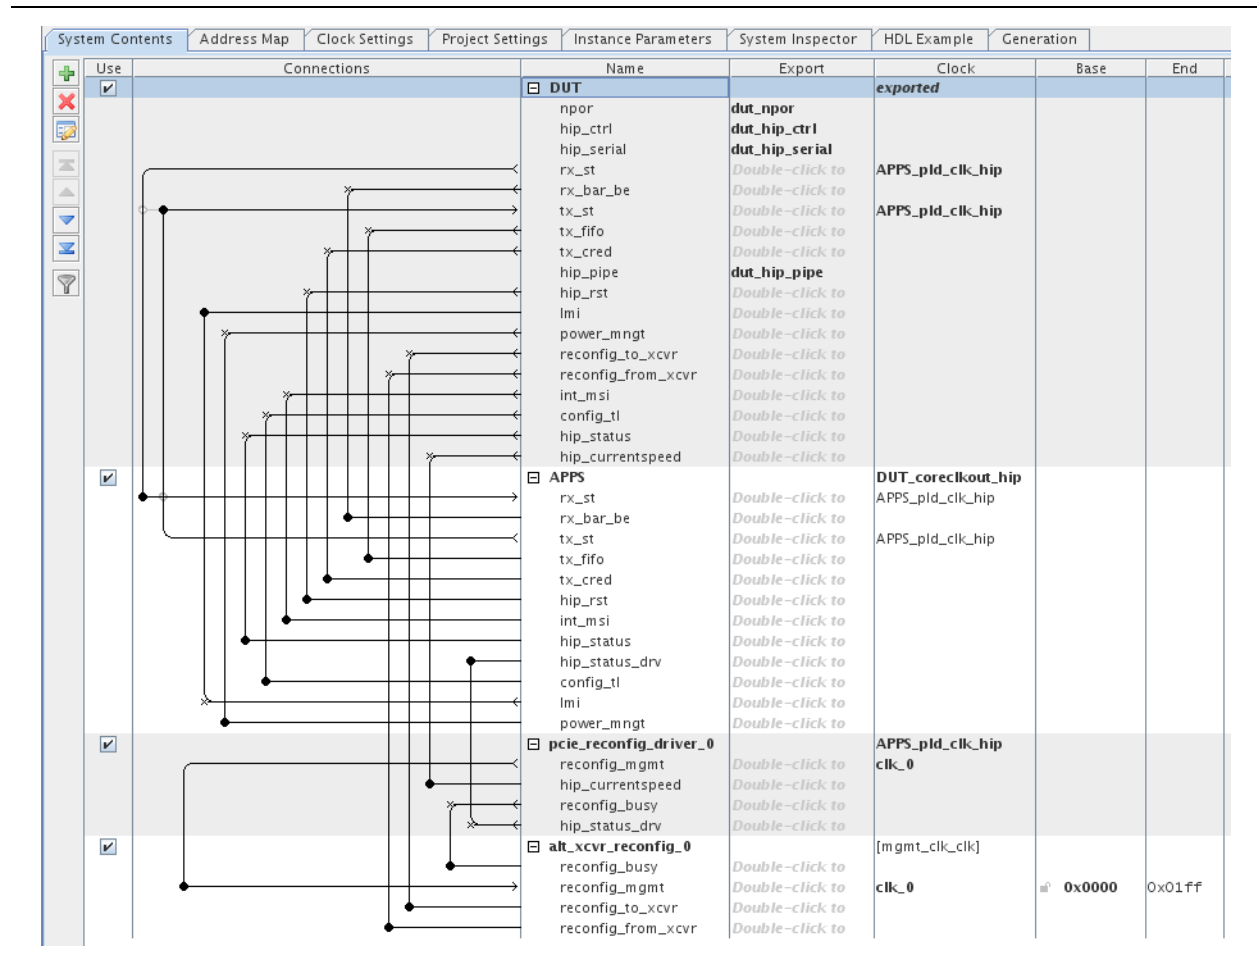 System Contents Address Map Clock Settings Project Settings Instance Parameters System Inspector HDL Example Generation
Use Connections Name Export Clock Base End
DUT exported
npor dut_npor
hip_ctrl dut_hip_ctrl
hip_serial dut_hip_serial
rx_st Double-click to APPS_pld_clk_hip
rx_bar_be Double-click to
tx_st Double-click to APPS_pld_clk_hip
tx_fifo Double-click to
tx_cred Double-click to
hip_pipe dut_hip_pipe
hip_rst Double-click to
lmi Double-click to
power_mngt Double-click to
reconfig_to_xcvr Double-click to
reconfig_from_xcvr Double-click to
int_msi Double-click to
config_tl Double-click to
hip_status Double-click to
hip_currentspeed Double-click to
APPS DUT_coreclkout_hip
rx_st Double-click to APPS_pld_clk_hip
rx_bar_be Double-click to
tx_st Double-click to APPS_pld_clk_hip
tx_fifo Double-click to
tx_cred Double-click to
hip_rst Double-click to
int_msi Double-click to
hip_status Double-click to
hip_status_drv Double-click to
config_tl Double-click to
lmi Double-click to
power_mngt Double-click to
pcie_reconfig_driver_0 APPS_pld_clk_hip
reconfig_mgmt Double-click to clk_0
hip_currentspeed Double-click to
reconfig_busy Double-click to
hip_status_drv Double-click to
alt_xcvr_reconfig_0 [mgmt_clk_clk]
reconfig_busy Double-click to
reconfig_mgmt Double-click to clk_0 0x0000 0x01ff
reconfig_to_xcvr Double-click to
reconfig_from_xcvr Double-click to